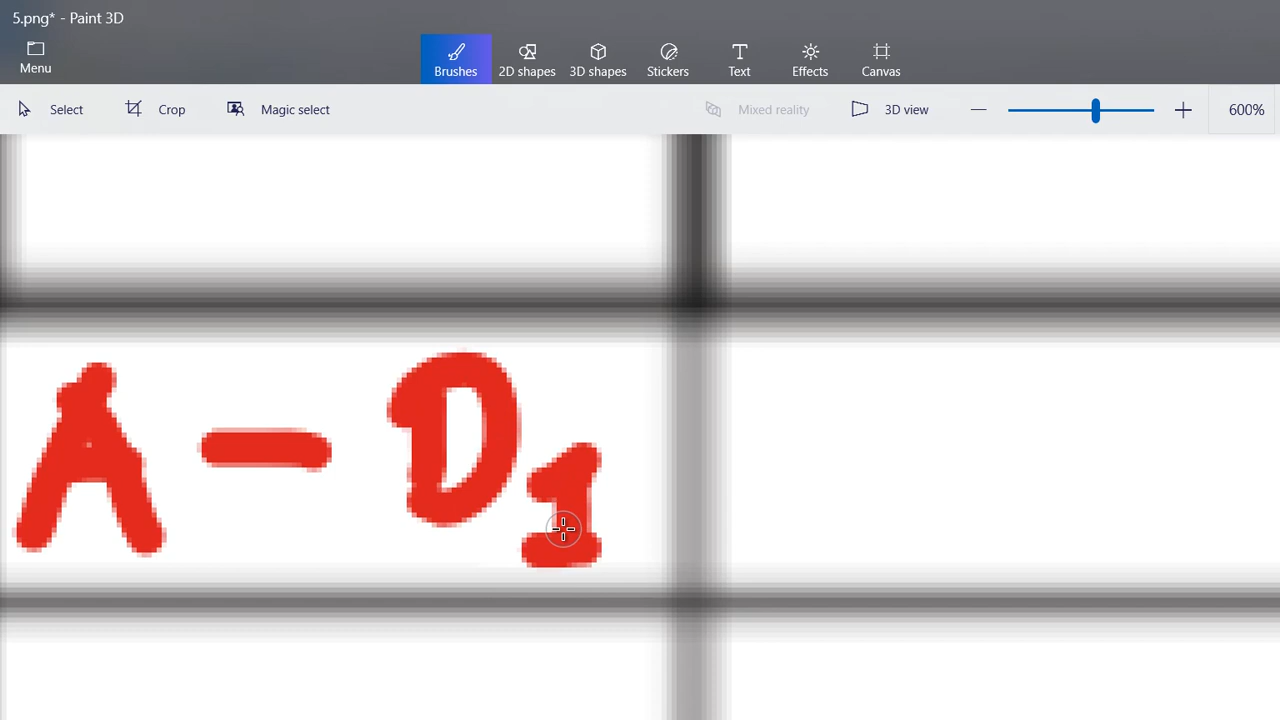 5.png* - Paint 3D
Menu
Brushes
2D shapes
3D shapes
Stickers
Text
Effects
Canvas
Select
Crop
Magic select
Mixed reality
3D view
600%
A - D1